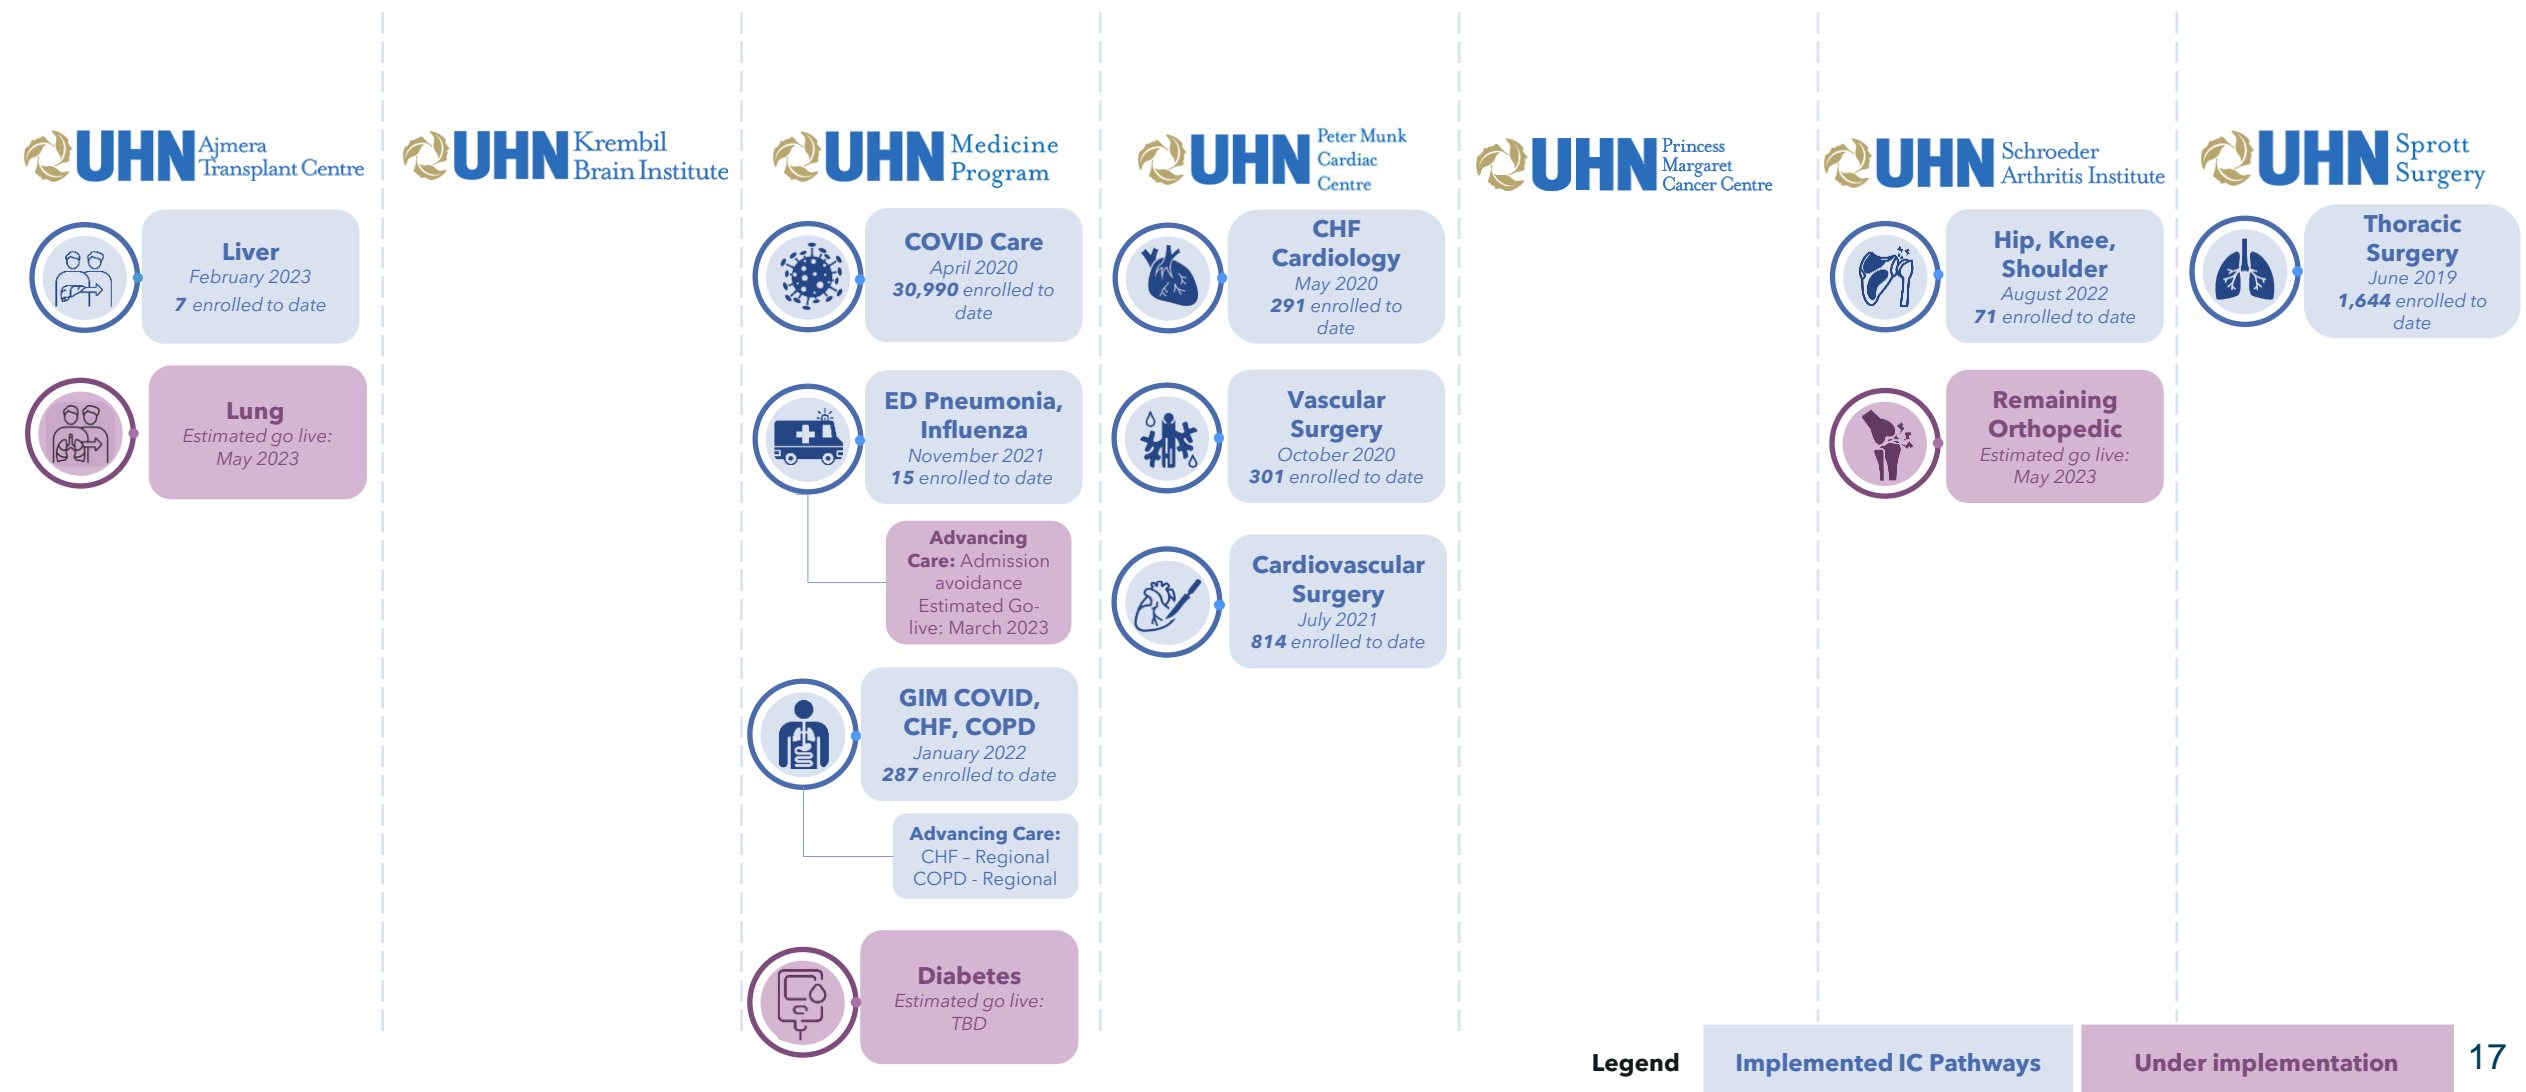 UHN Ajmera
Transplant Centre
Liver
February 2023
7 enrolled to date
Lung
Estimated go live:
May 2023
UHN Krembil
Brain Institute
UHN Medicine
Program
COVID Care
April 2020
30,990 enrolled to
date
ED Pneumonia,
Influenza
November 2021
15 enrolled to date
Advancing
Care: Admission
avoidance
Estimated Go-
live: March 2023
GIM COVID,
CHF, COPD
January 2022
287 enrolled to date
Advancing Care:
CHF – Regional
COPD - Regional
Diabetes
Estimated go live:
TBD
UHN Peter Munk
Cardiac
Centre
CHF
Cardiology
May 2020
291 enrolled to
date
Vascular
Surgery
October 2020
301 enrolled to date
Cardiovascular
Surgery
July 2021
814 enrolled to date
UHN Princess
Margaret
Cancer Centre
UHN Schroeder
Arthritis Institute
Hip, Knee,
Shoulder
August 2022
71 enrolled to date
Remaining
Orthopedic
Estimated go live:
May 2023
UHN Sprott
Surgery
Thoracic
Surgery
June 2019
1,644 enrolled to
date
Legend
Implemented IC Pathways
Under implementation
17